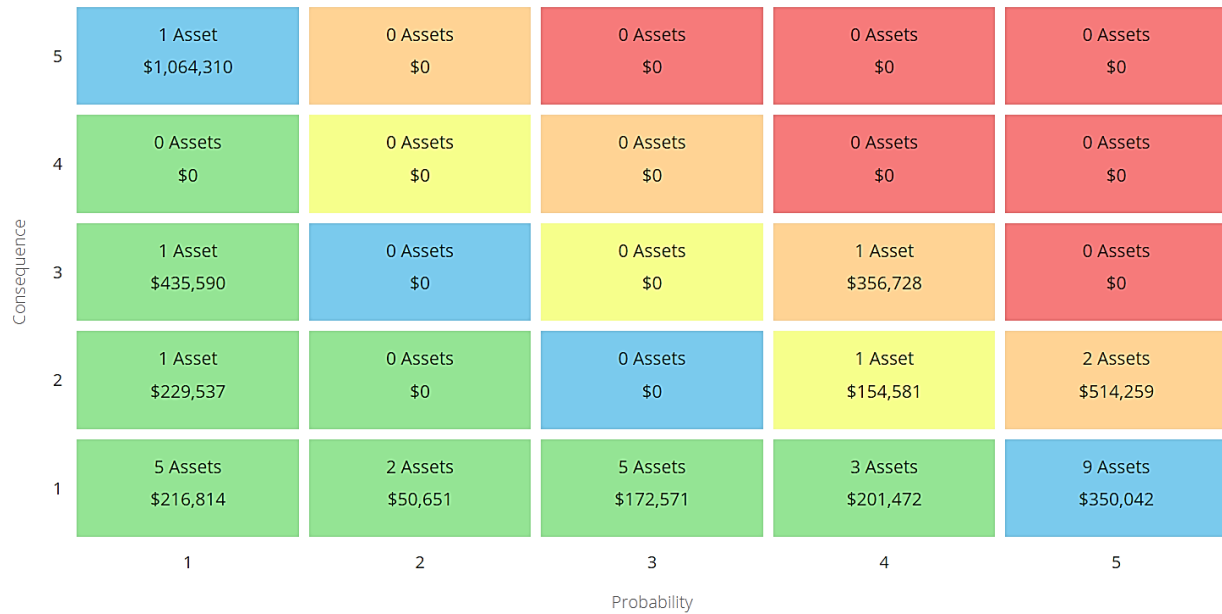 5
1 Asset
$1,064,310
0 Assets
$0
0 Assets
$0
0 Assets
$0
0 Assets
$0
4
0 Assets
$0
0 Assets
$0
0 Assets
$0
0 Assets
$0
0 Assets
$0
Consequence
3
1 Asset
$435,590
0 Assets
$0
0 Assets
$0
1 Asset
$356,728
0 Assets
$0
2
1 Asset
$229,537
0 Assets
$0
0 Assets
$0
1 Asset
$154,581
2 Assets
$514,259
1
5 Assets
$216,814
2 Assets
$50,651
5 Assets
$172,571
3 Assets
$201,472
9 Assets
$350,042
1
2
3
4
5
Probability